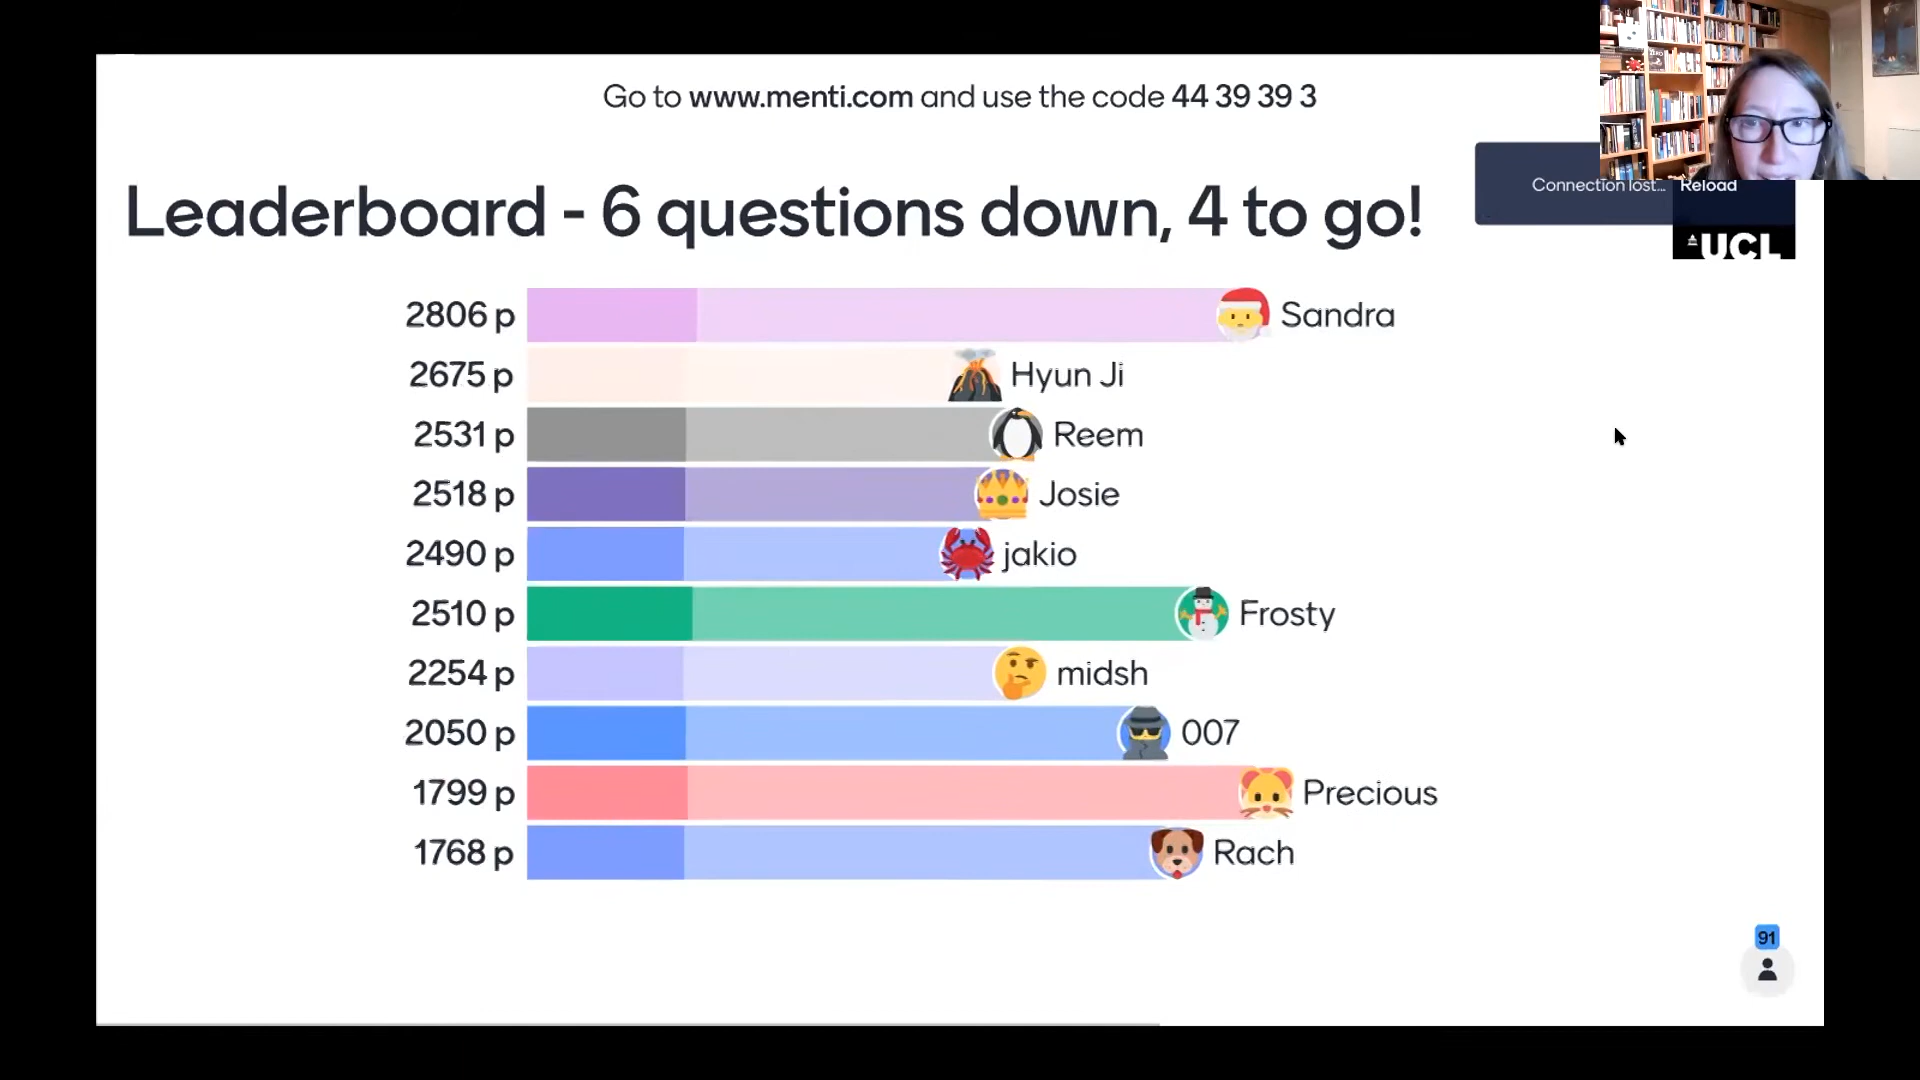 Go to www.menti.com and use the code 44 39 39 3
Connection lost... Reload
Leaderboard - 6 questions down, 4 to go!
UCL
2806 p Sandra
2675 p Hyun Ji
2531 p Reem
2518 p Josie
2490 p jakio
2510 p Frosty
2254 p midsh
2050 p 007
1799 p Precious
1768 p Rach
91